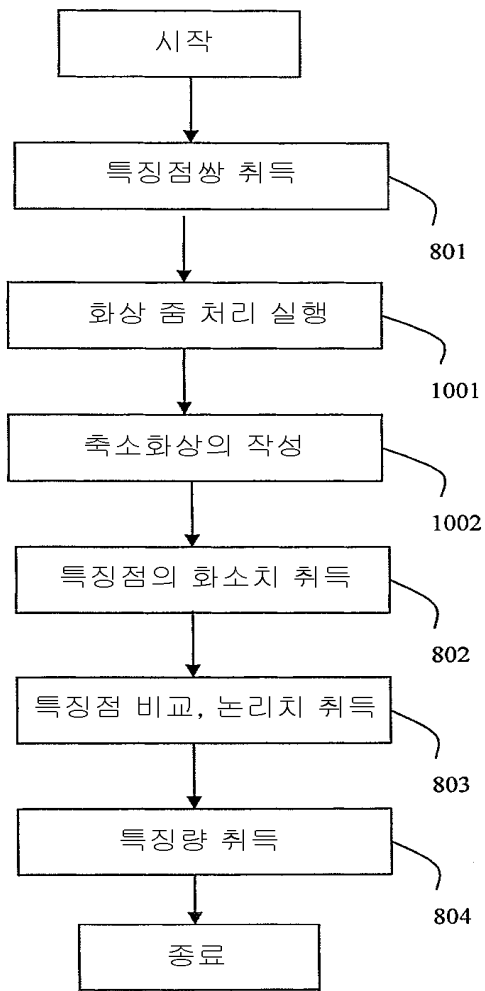 시작
특징점쌍 취득
801
화상 줌 처리 실행
1001
축소화상의 작성
1002
특징점의 화소치 취득
802
특징점 비교, 논리치 취득
803
특징량 취득
804
종료